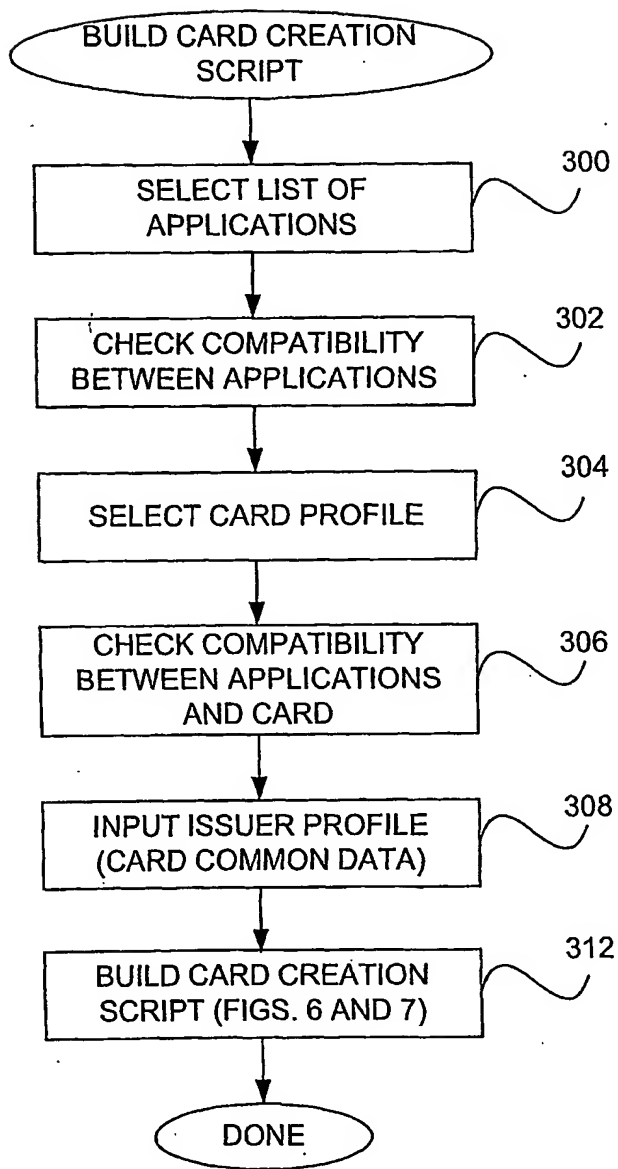 BUILD CARD CREATION
SCRIPT
300
SELECT LIST OF
APPLICATIONS
302
CHECK COMPATIBILITY
BETWEEN APPLICATIONS
304
SELECT CARD PROFILE
306
CHECK COMPATIBILITY
BETWEEN APPLICATIONS
AND CARD
308
INPUT ISSUER PROFILE
(CARD COMMON DATA)
312
BUILD CARD CREATION
SCRIPT (FIGS. 6 AND 7)
DONE